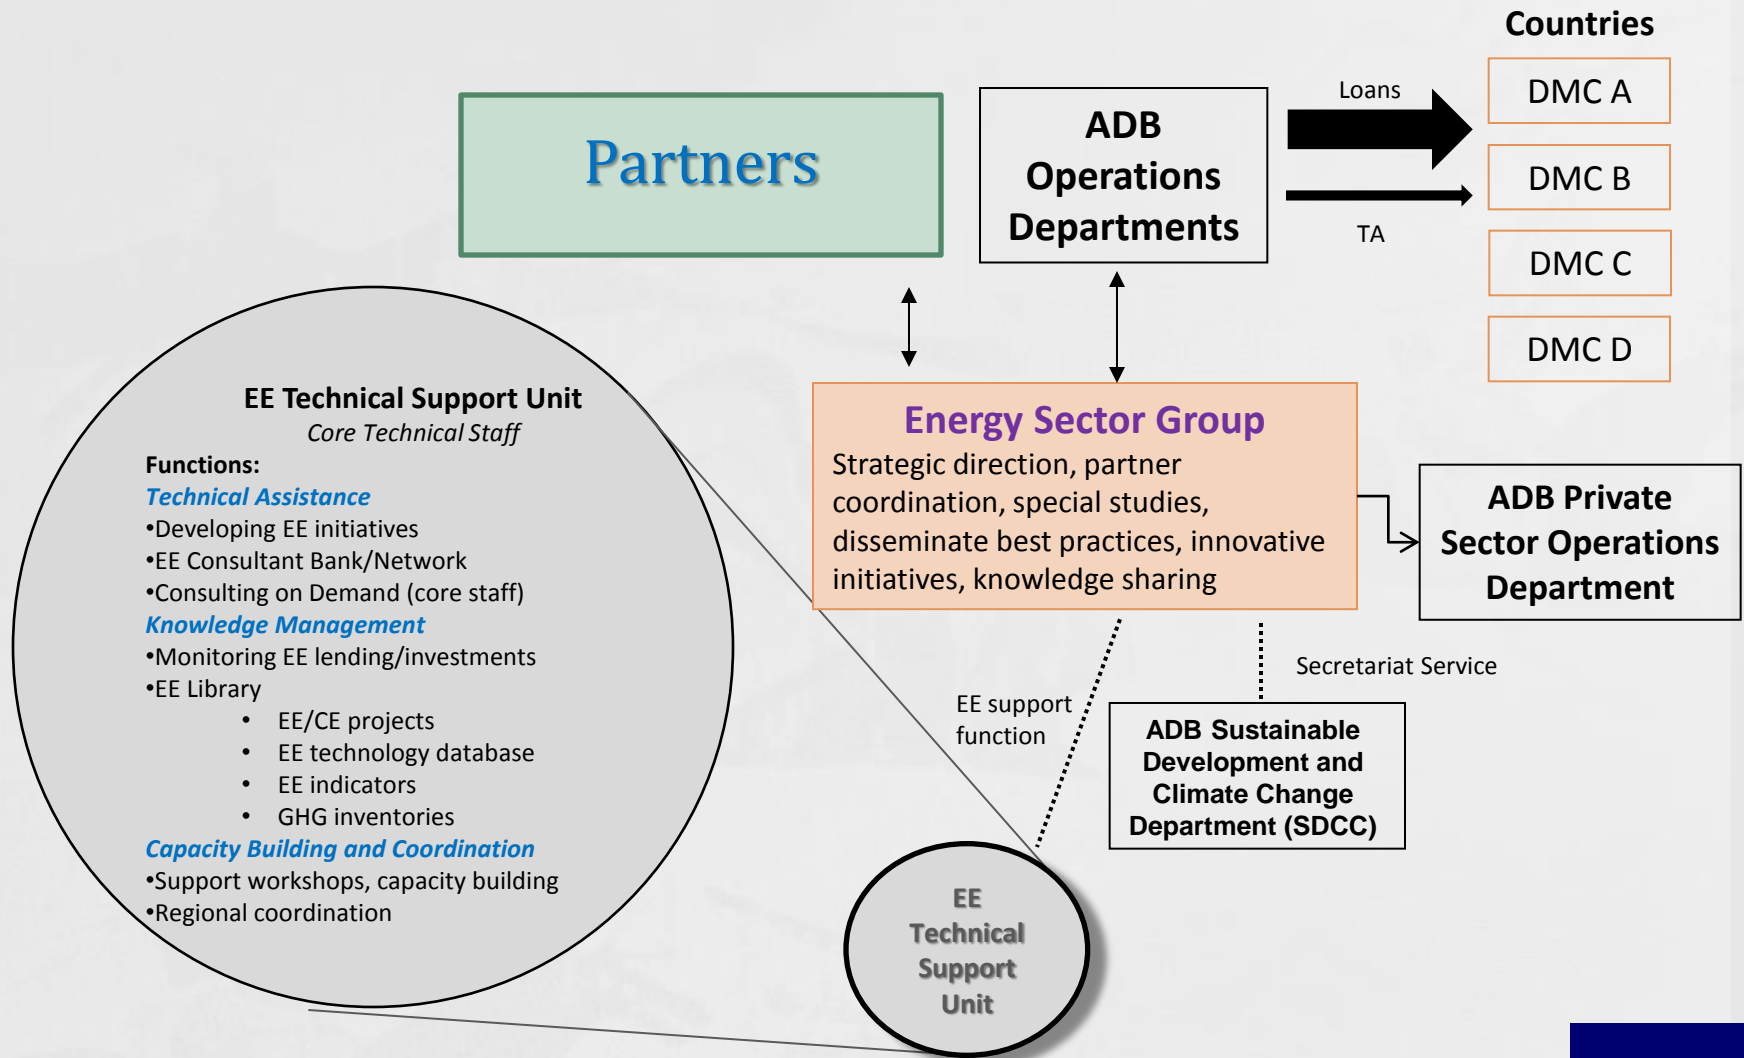 Countries
Partners
ADB
Operations
Departments
Loans
TA
DMC A
DMC B
DMC C
DMC D
EE Technical Support Unit
Core Technical Staff
Functions:
Technical Assistance
•Developing EE initiatives
•EE Consultant Bank/Network
•Consulting on Demand (core staff)
Knowledge Management
•Monitoring EE lending/investments
•EE Library
• EE/CE projects
• EE technology database
• EE indicators
• GHG inventories
Capacity Building and Coordination
•Support workshops, capacity building
•Regional coordination
Energy Sector Group
Strategic direction, partner
coordination, special studies,
disseminate best practices, innovative
initiatives, knowledge sharing
ADB Private
Sector Operations
Department
Secretariat Service
EE support
function
ADB Sustainable
Development and
Climate Change
Department (SDCC)
EE
Technical
Support
Unit